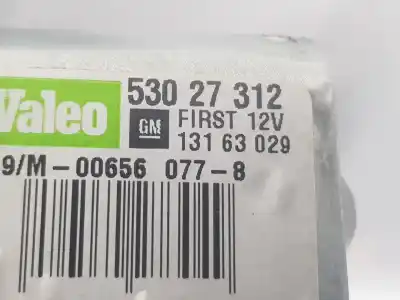 Valeo
530 27 312
GM FIRST 12V
131 63 029
9/M-00656 077-8